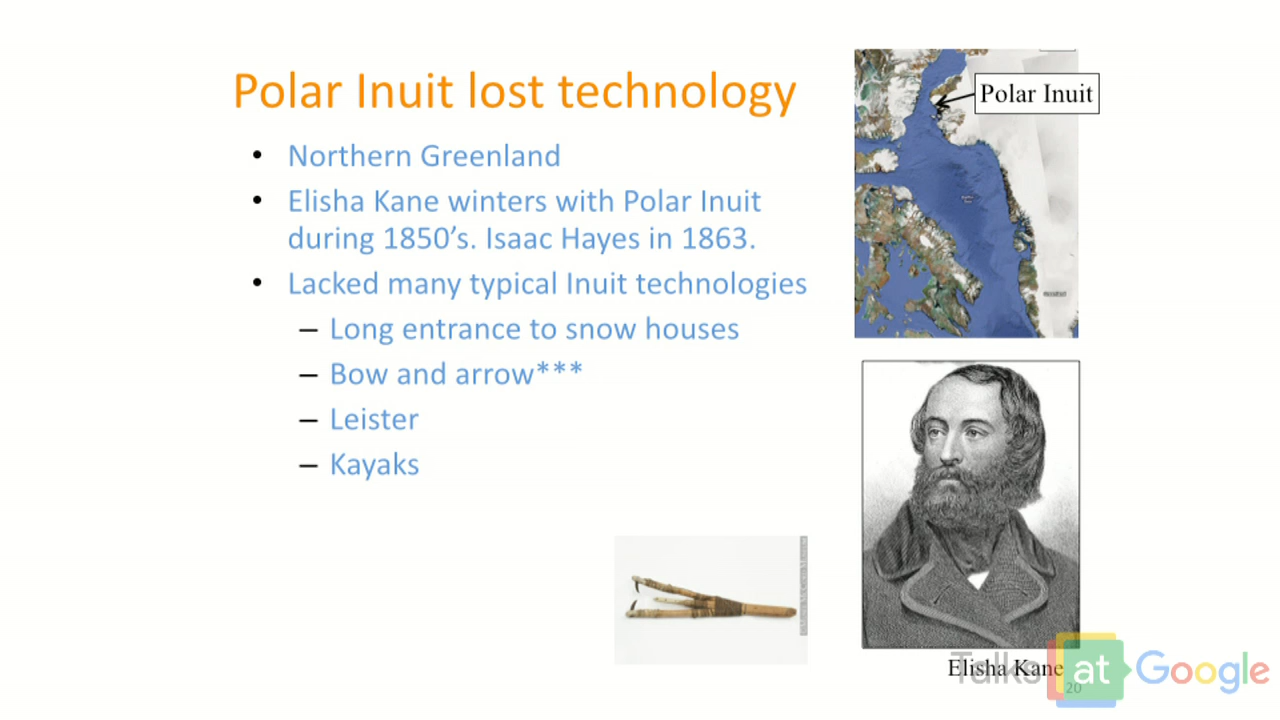 Polar Inuit lost technology
• Northern Greenland
• Elisha Kane winters with Polar Inuit
during 1850’s. Isaac Hayes in 1863.
• Lacked many typical Inuit technologies
– Long entrance to snow houses
– Bow and arrow***
– Leister
– Kayaks
Polar Inuit
Elisha Kane
Talks at Google
20